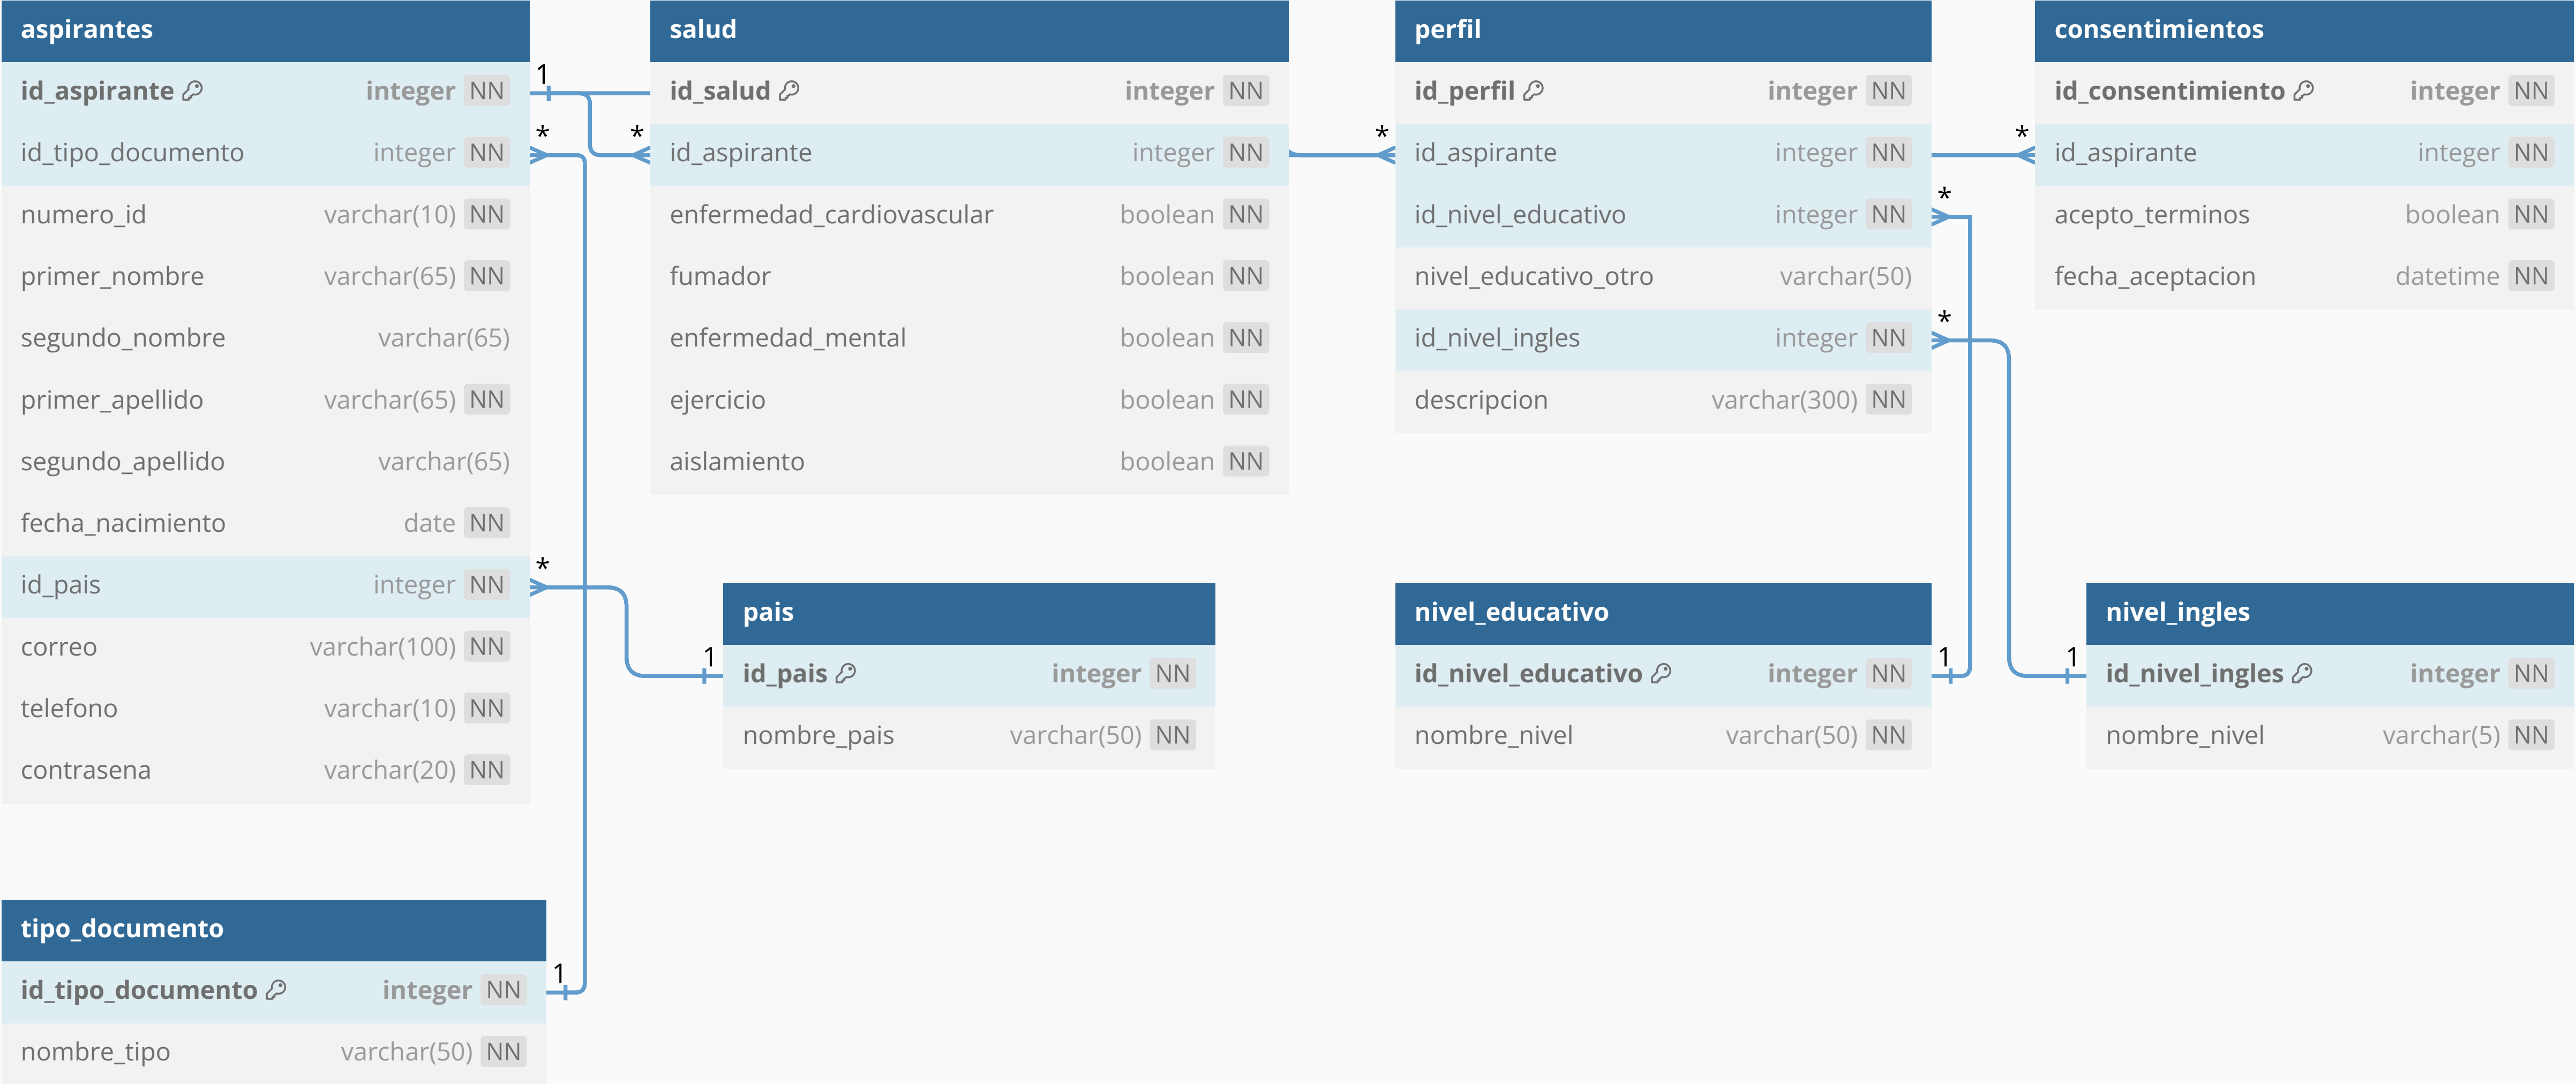 aspirantes
id_aspirante integer NN
id_tipo_documento integer NN
numero_id varchar(10) NN
primer_nombre varchar(65) NN
segundo_nombre varchar(65)
primer_apellido varchar(65) NN
segundo_apellido varchar(65)
fecha_nacimiento date NN
id_pais integer NN
correo varchar(100) NN
telefono varchar(10) NN
contrasena varchar(20) NN
1
*
*
salud
id_salud integer NN
id_aspirante integer NN
enfermedad_cardiovascular boolean NN
fumador boolean NN
enfermedad_mental boolean NN
ejercicio boolean NN
aislamiento boolean NN
*
perfil
id_perfil integer NN
id_aspirante integer NN
id_nivel_educativo integer NN
nivel_educativo_otro varchar(50)
id_nivel_ingles integer NN
descripcion varchar(300) NN
*
*
*
consentimientos
id_consentimiento integer NN
id_aspirante integer NN
acepto_terminos boolean NN
fecha_aceptacion datetime NN
*
pais
id_pais integer NN
nombre_pais varchar(50) NN
1
nivel_educativo
id_nivel_educativo integer NN
nombre_nivel varchar(50) NN
1
nivel_ingles
id_nivel_ingles integer NN
nombre_nivel varchar(5) NN
1
tipo_documento
id_tipo_documento integer NN
nombre_tipo varchar(50) NN
1